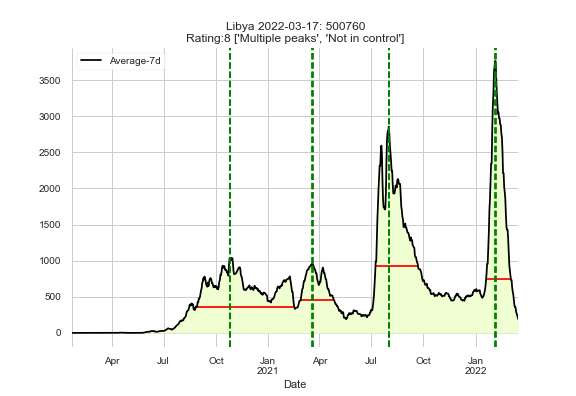 Libya 2022-03-17: 500760
Rating:8 ['Multiple peaks', 'Not in control']
Average-7d
3500
3000
2500
2000
1500
1000
500
0
Apr Jul Oct Jan Apr Jul Oct Jan
2021 2022
Date